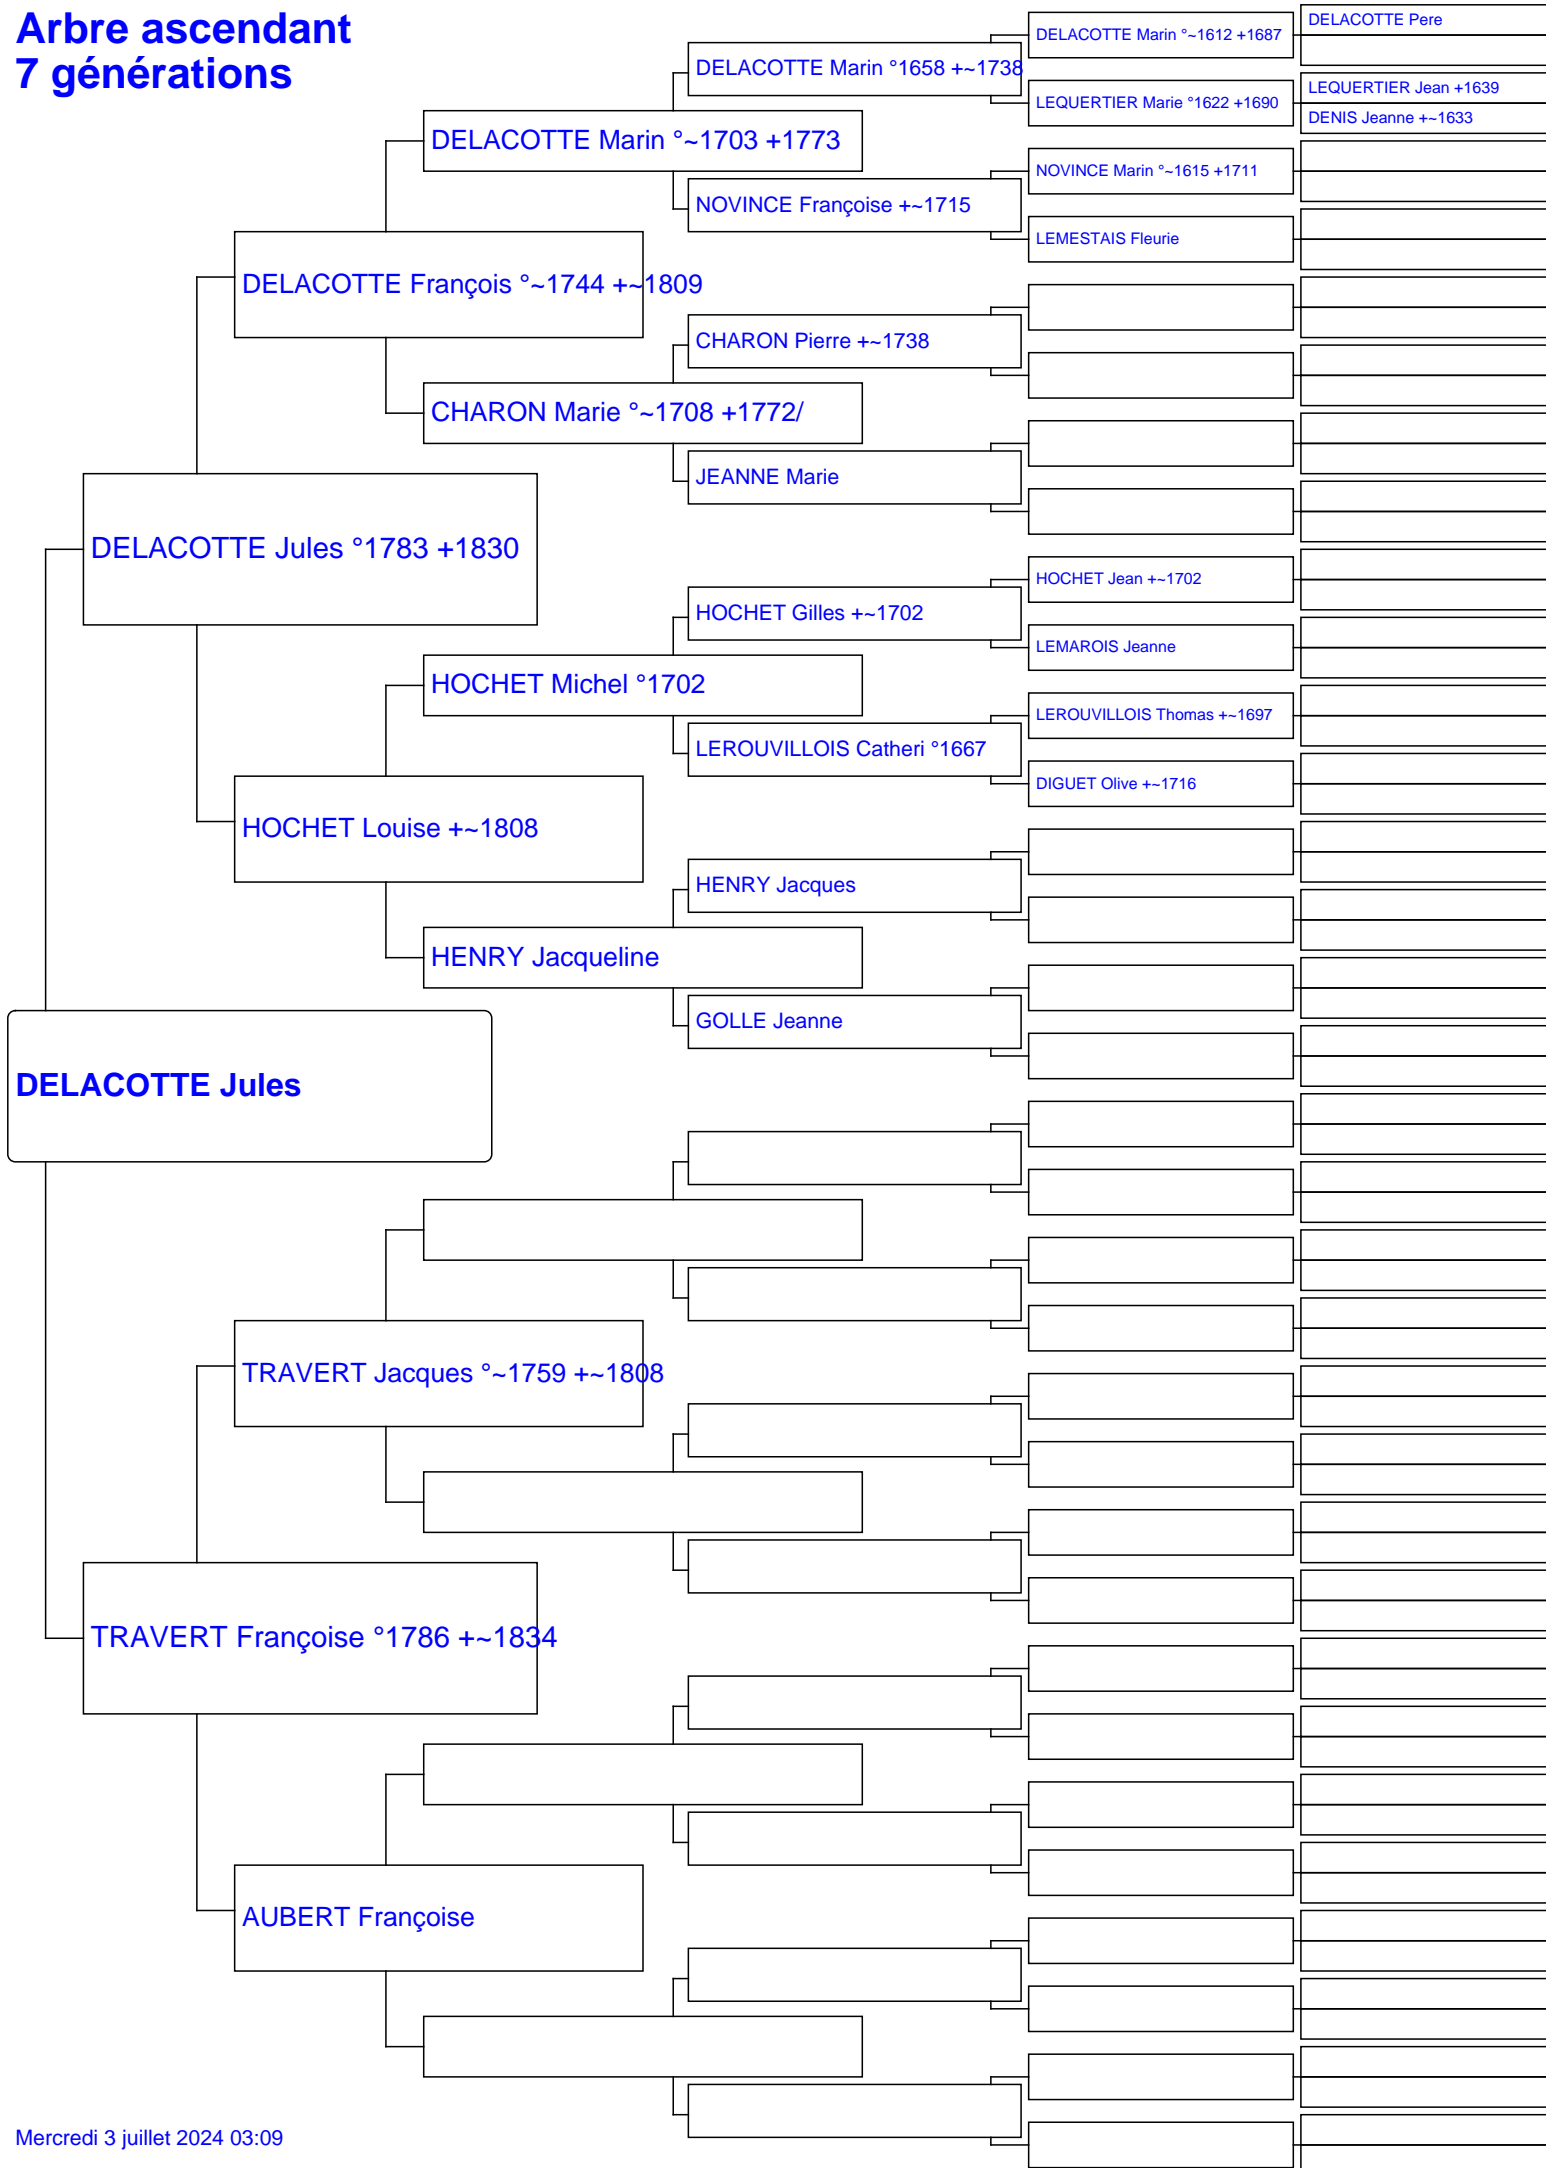 Arbre ascendant
7 générations
DELACOTTE Pere
DELACOTTE Marin °~1612 +1687
DELACOTTE Marin °1658 +~1738
LEQUERTIER Jean +1639
LEQUERTIER Marie °1622 +1690
DENIS Jeanne +~1633
DELACOTTE Marin °~1703 +1773
NOVINCE Marin °~1615 +1711
NOVINCE Françoise +~1715
LEMESTAIS Fleurie
DELACOTTE François °~1744 +~1809
CHARON Pierre +~1738
CHARON Marie °~1708 +1772/
JEANNE Marie
DELACOTTE Jules °1783 +1830
HOCHET Jean +~1702
HOCHET Gilles +~1702
LEMAROIS Jeanne
HOCHET Michel °1702
LEROUVILLOIS Thomas +~1697
LEROUVILLOIS Catheri °1667
DIGUET Olive +~1716
HOCHET Louise +~1808
HENRY Jacques
HENRY Jacqueline
GOLLE Jeanne
DELACOTTE Jules
TRAVERT Jacques °~1759 +~1808
TRAVERT Françoise °1786 +~1834
AUBERT Françoise
Mercredi 3 juillet 2024 03:09